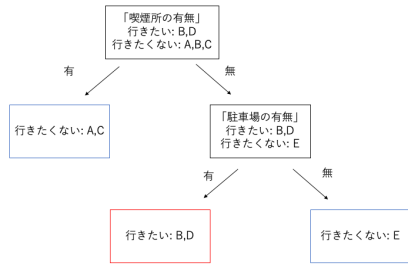 「喫煙所の有無」
行きたい: B,D
行きたくない: A,B,C
有
無
行きたくない: A,C
「駐車場の有無」
行きたい: B,D
行きたくない: E
有
無
行きたい: B,D
行きたくない: E